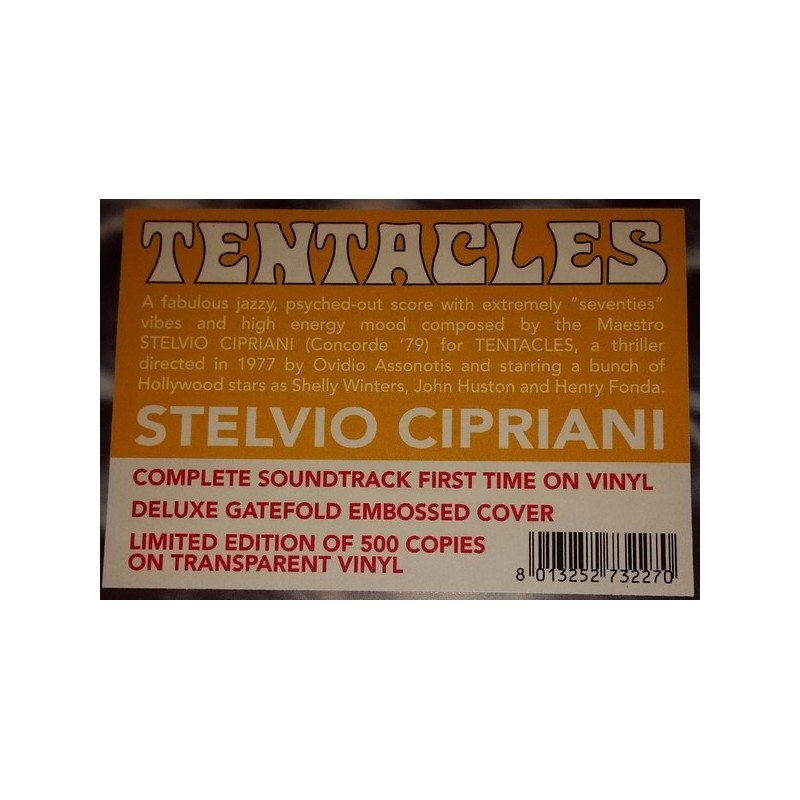 TENTACLES
A fabulous jazzy, psyched-out score with extremely "seventies"
vibes and high energy mood composed by the Maestro
STELVIO CIPRIANI (Concorde '79) for TENTACLES, a thriller
directed in 1977 by Ovidio Assonotis and starring a bunch of
Hollywood stars as Shelly Winters, John Huston and Henry Fonda.
STELVIO CIPRIANI
COMPLETE SOUNDTRACK FIRST TIME ON VINYL
DELUXE GATEFOLD EMBOSSED COVER
LIMITED EDITION OF 500 COPIES
ON TRANSPARENT VINYL
8 013252 732270